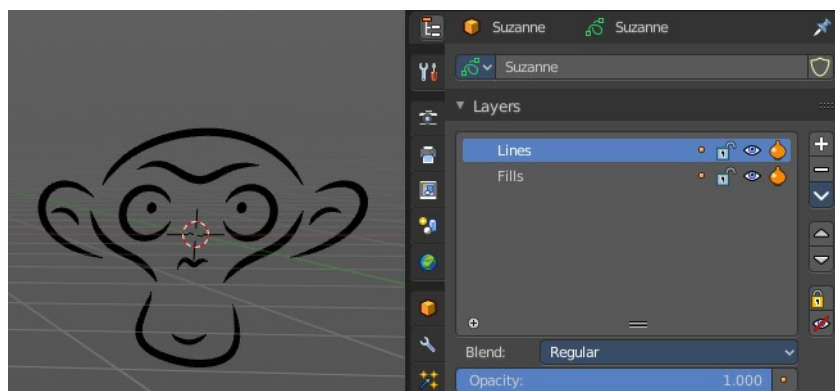 Suzanne Suzanne
Suzanne
Layers
Lines
Fills
Blend: Regular
Opacity: 1.000